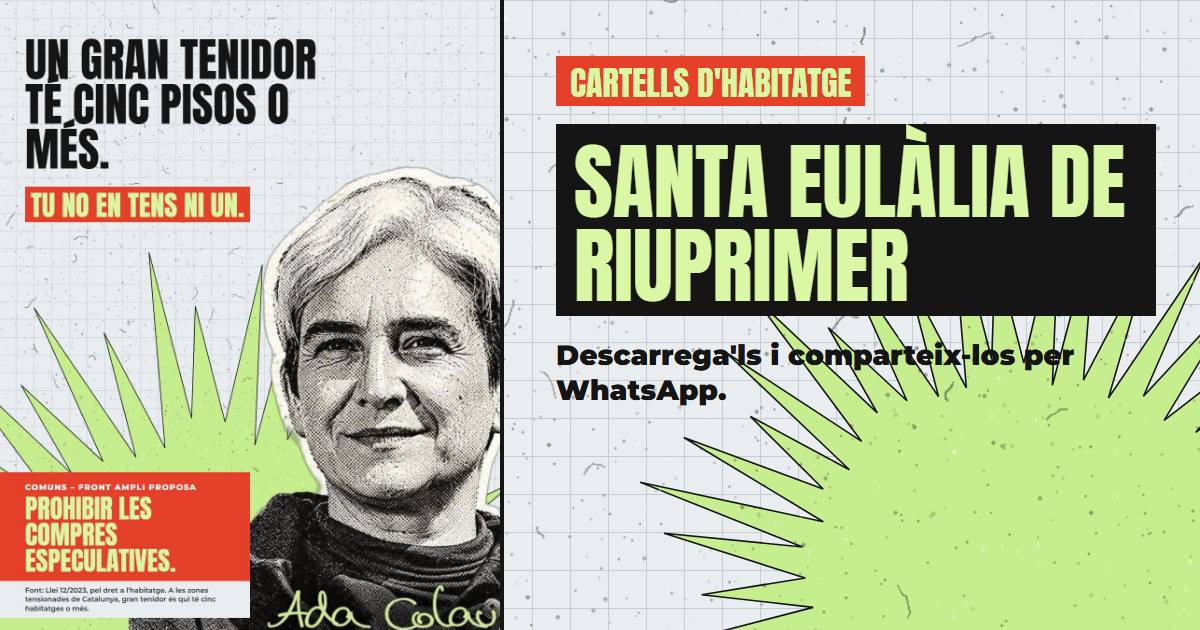 UN GRAN TENIDOR
TÉ CINC PISOS O
MÉS.
TU NO EN TENS NI UN.
COMUNS – FRONT AMPLI PROPOSA
PROHIBIR LES
COMPRES
ESPECULATIVES.
Font: Llei 12/2023, pel dret a l'habitatge. A les zones
tensionades de Catalunya, gran tenidor és qui té cinc
habitatges o més.
Ada Colau
CARTELLS D'HABITATGE
SANTA EULÀLIA DE
RIUPRIMER
Descarrega'ls i comparteix-los per
WhatsApp.